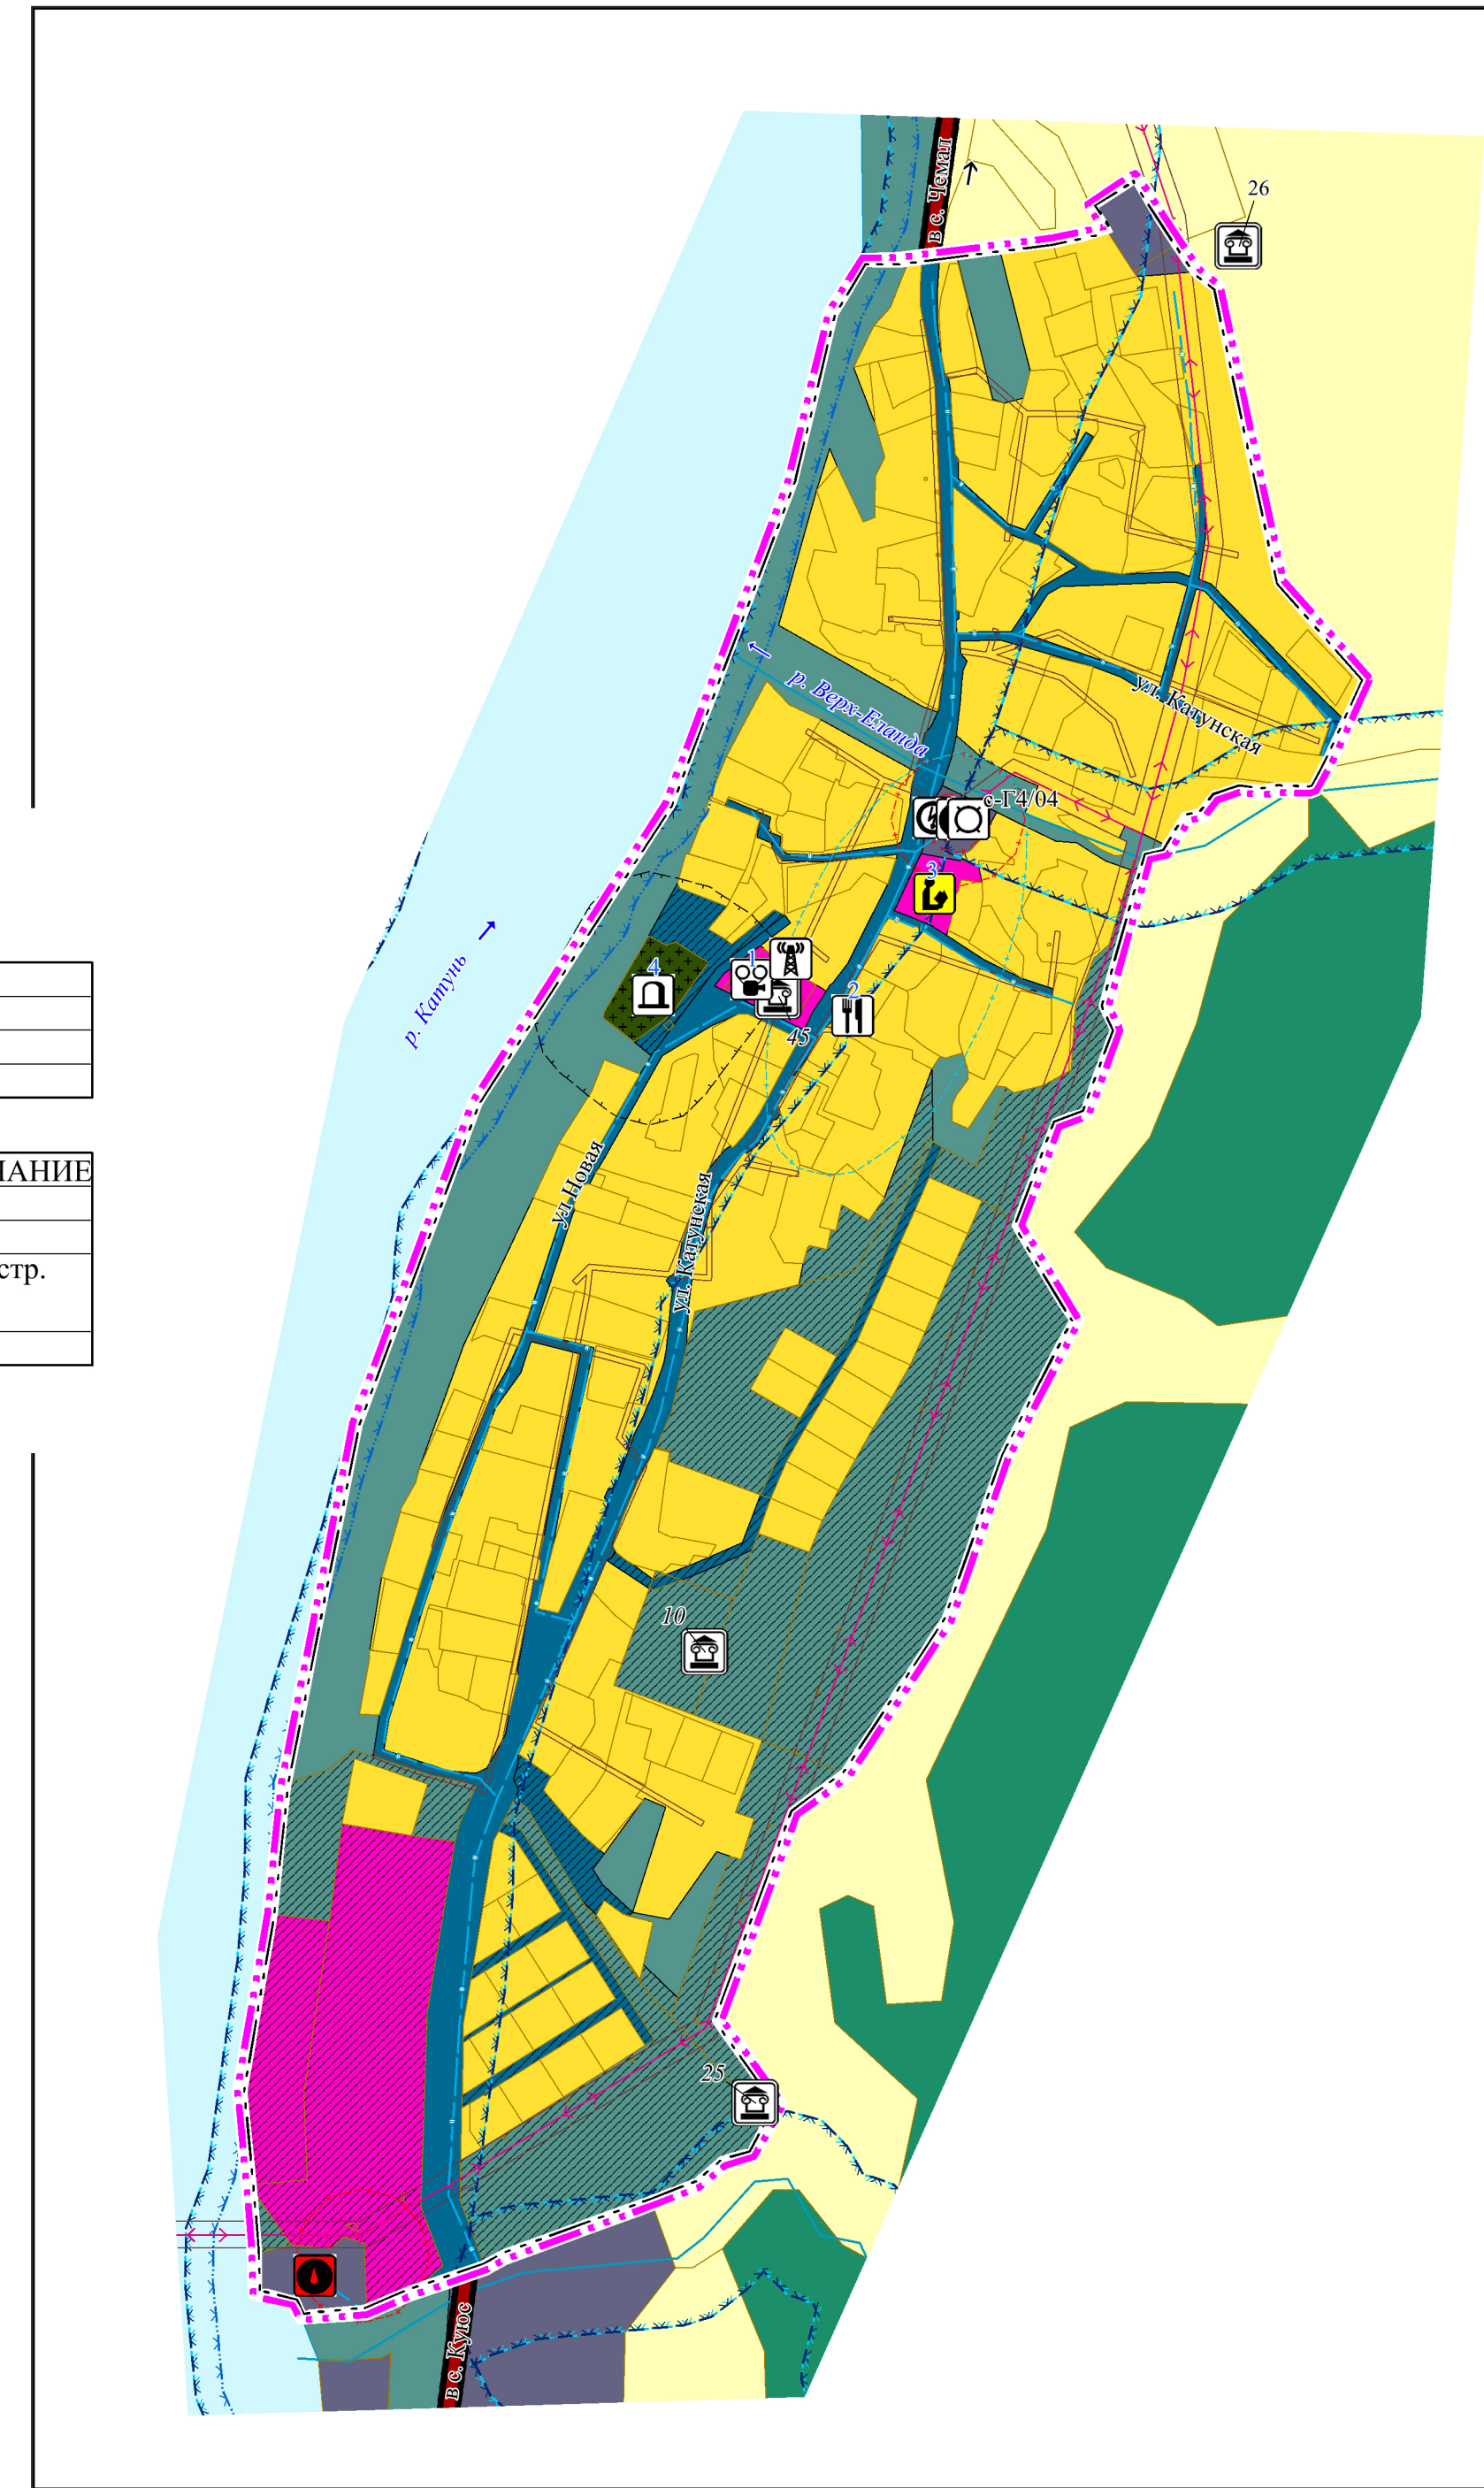 в с. Чемал
26
р. Верх-Еланда
ул. Катунская
с-Г4/04
3
р. Катунь
4
1
2
45
ЛАНИЕ
ул. Новая
ул. Катунская
стр.
10
25
в с. Куюс